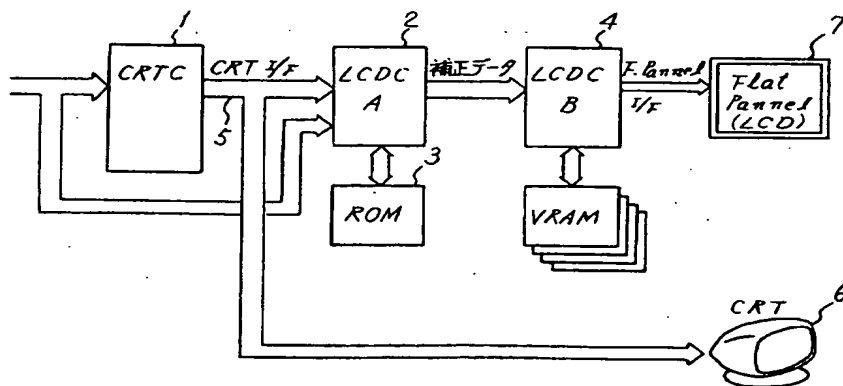 1
CRTC
CRT I/F
5
2
LCDC
A
補正データ
4
LCDC
B
F.Pannel
I/F
7
Flat
Pannel
(LCD)
3
ROM
VRAM
CRT
6